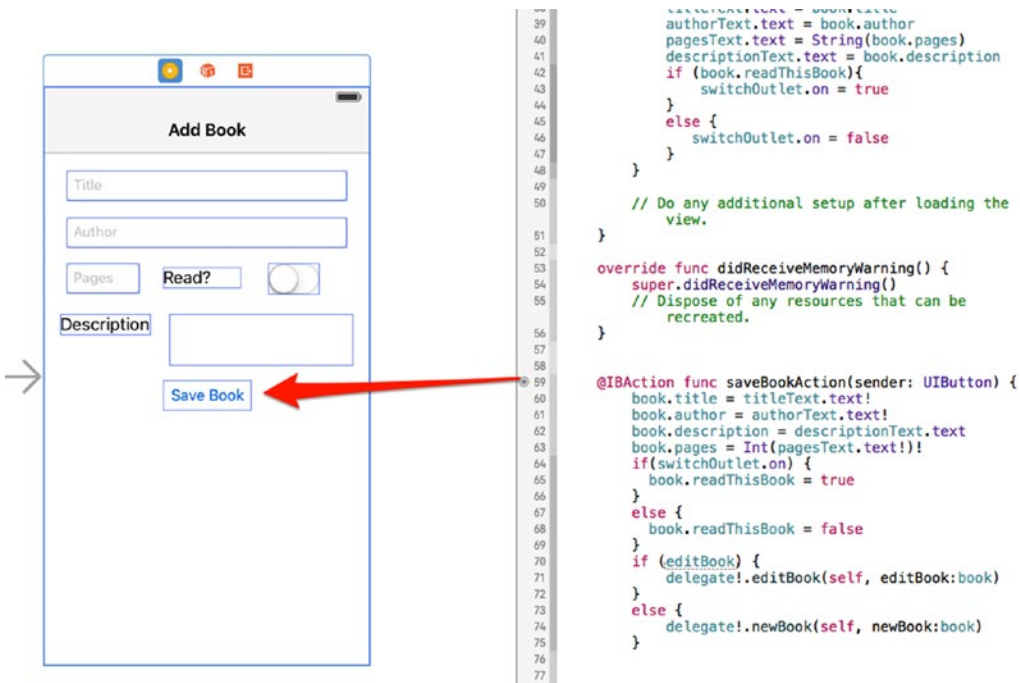 Add Book
Title
Author
Pages
Read?
Description
Save Book
38
titleText.text = book.title
39
authorText.text = book.author
40
pagesText.text = String(book.pages)
41
descriptionText.text = book.description
42
if (book.readThisBook){
43
switchOutlet.on = true
44
}
45
else {
46
switchOutlet.on = false
47
}
48
}
49
50
// Do any additional setup after loading the
view.
51
}
52
53
override func didReceiveMemoryWarning() {
54
super.didReceiveMemoryWarning()
55
// Dispose of any resources that can be
recreated.
56
}
57
58
59
@IBAction func saveBookAction(sender: UIButton) {
60
book.title = titleText.text!
61
book.author = authorText.text!
62
book.description = descriptionText.text
63
book.pages = Int(pagesText.text!)!
64
if(switchOutlet.on) {
65
book.readThisBook = true
66
}
67
else {
68
book.readThisBook = false
69
}
70
if (editBook) {
71
delegate!.editBook(self, editBook:book)
72
}
73
else {
74
delegate!.newBook(self, newBook:book)
75
}
76
77